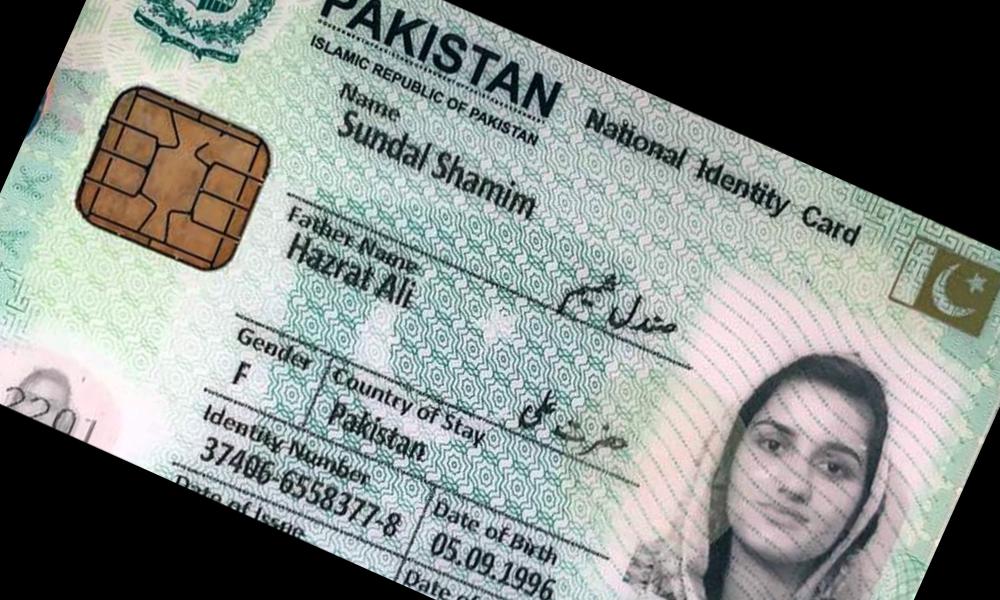 PAKISTAN National Identity Card
ISLAMIC REPUBLIC OF PAKISTAN
Name
Sundal Shamim
صندل شمیم
Father Name
Hazrat Ali
حضرت علی
Gender Country of Stay
F Pakistan
Identity Number Date of Birth
37406-6558377-8 05.09.1996
Date of Issue Date of
2201